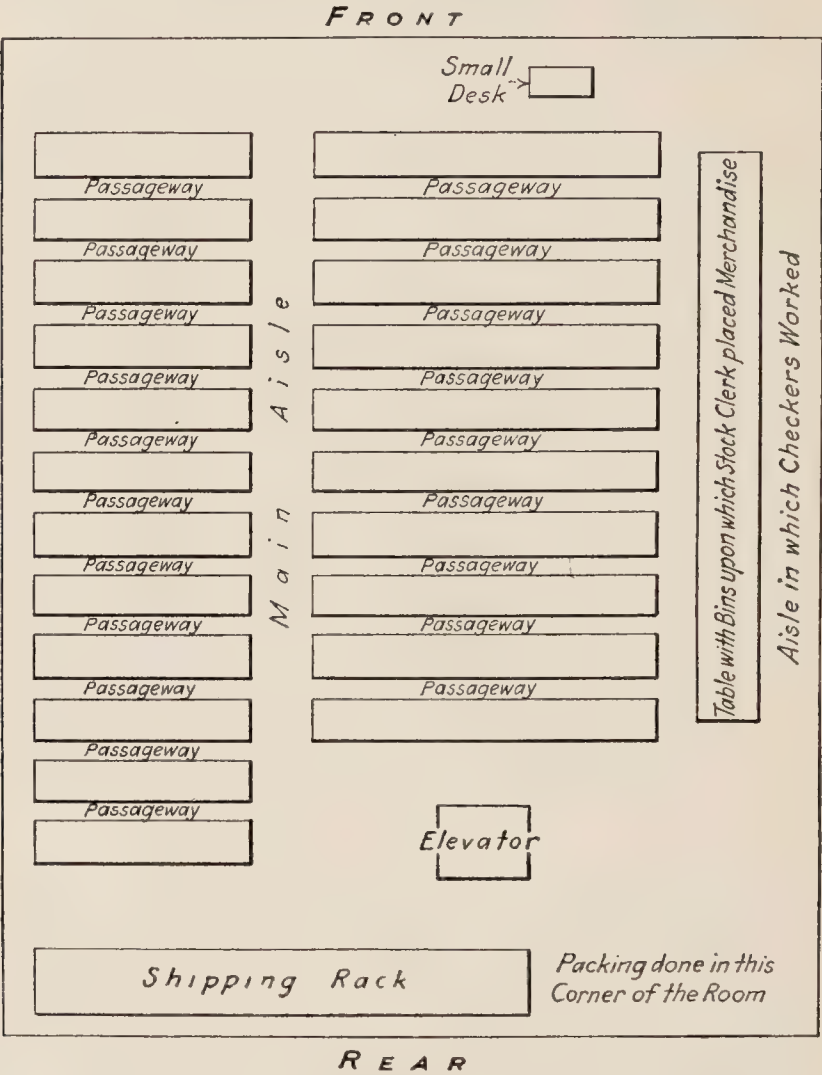 FRONT
Small
Desk
Passageway
Passageway
Passageway
Passageway
Passageway
Passageway
Passageway
Passageway
Passageway
Passageway
Passageway
Main Aisle
Passageway
Passageway
Passageway
Passageway
Passageway
Passageway
Passageway
Passageway
Passageway
Table with Bins upon which Stock Clerk placed Merchandise
Aisle in which Checkers Worked
Elevator
Shipping Rack
Packing done in this
Corner of the Room
REAR